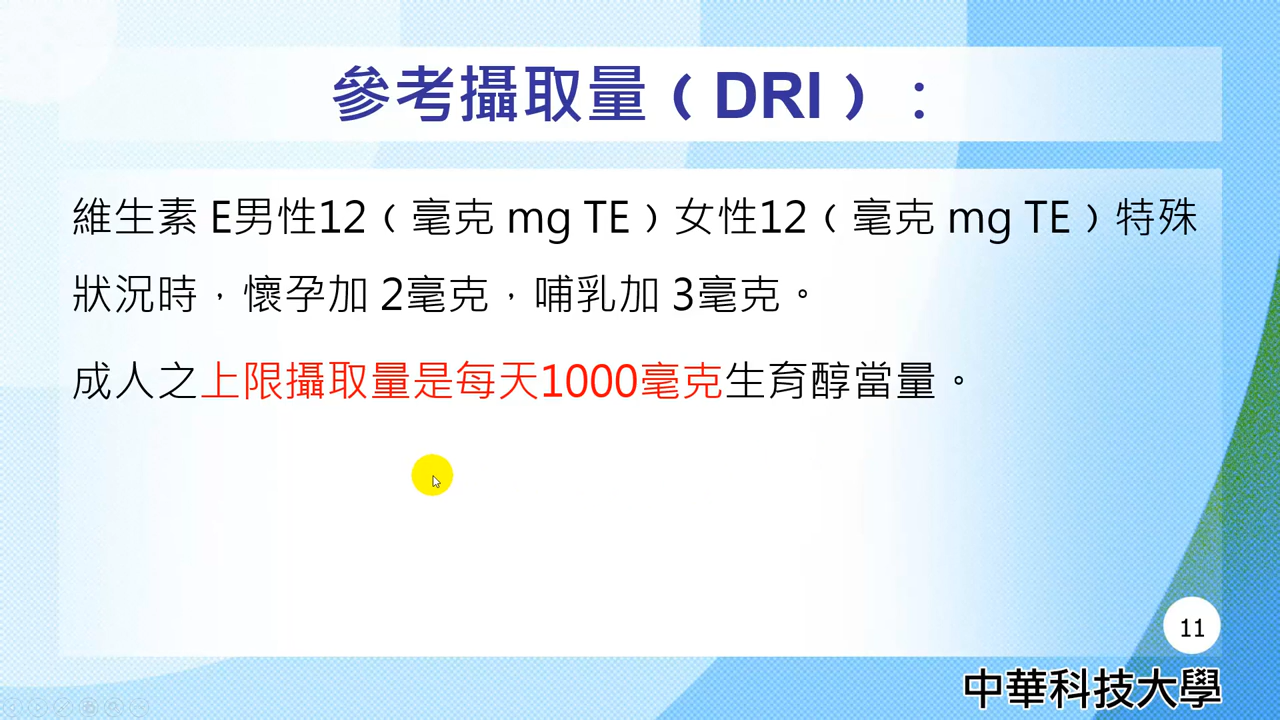 參考攝取量（DRI）：
維生素 E男性12（毫克 mg TE）女性12（毫克 mg TE）特殊
狀況時，懷孕加 2毫克，哺乳加 3毫克。
成人之上限攝取量是每天1000毫克生育醇當量。
11
中華科技大學